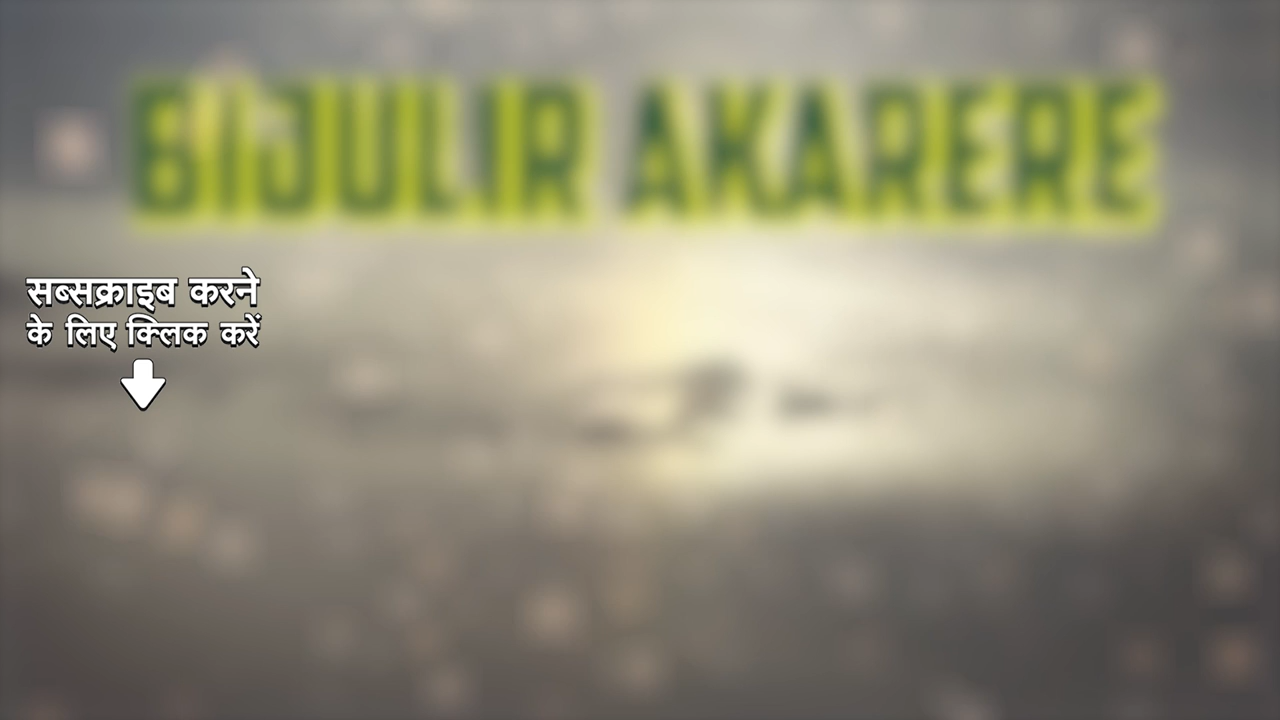 BIJULIR AKARERE
सब्सक्राइब करने
के लिए क्लिक करें